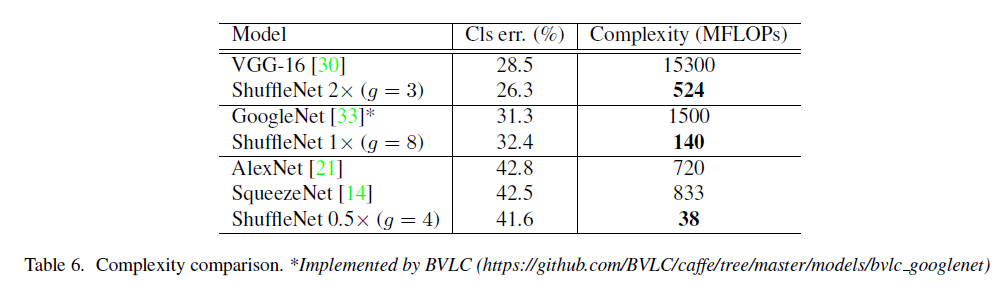 Model Cls err. (%) Complexity (MFLOPs)
VGG-16 [30] 28.5 15300
ShuffleNet 2× (g = 3) 26.3 524
GoogleNet [33]* 31.3 1500
ShuffleNet 1× (g = 8) 32.4 140
AlexNet [21] 42.8 720
SqueezeNet [14] 42.5 833
ShuffleNet 0.5× (g = 4) 41.6 38
Table 6. Complexity comparison. *Implemented by BVLC (https://github.com/BVLC/caffe/tree/master/models/bvlc_googlenet)